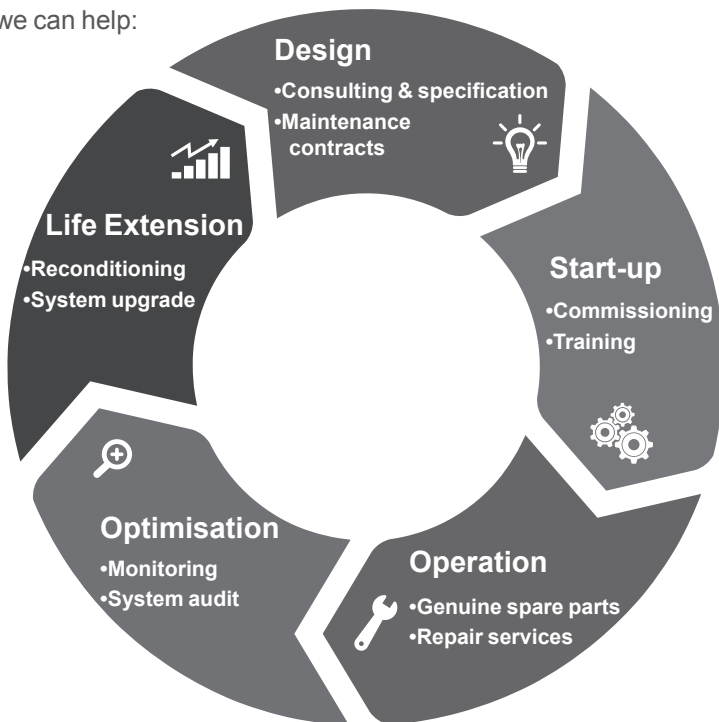 we can help:
Design
•Consulting & specification
•Maintenance
contracts
Start-up
•Commissioning
•Training
Operation
•Genuine spare parts
•Repair services
Optimisation
•Monitoring
•System audit
Life Extension
•Reconditioning
•System upgrade